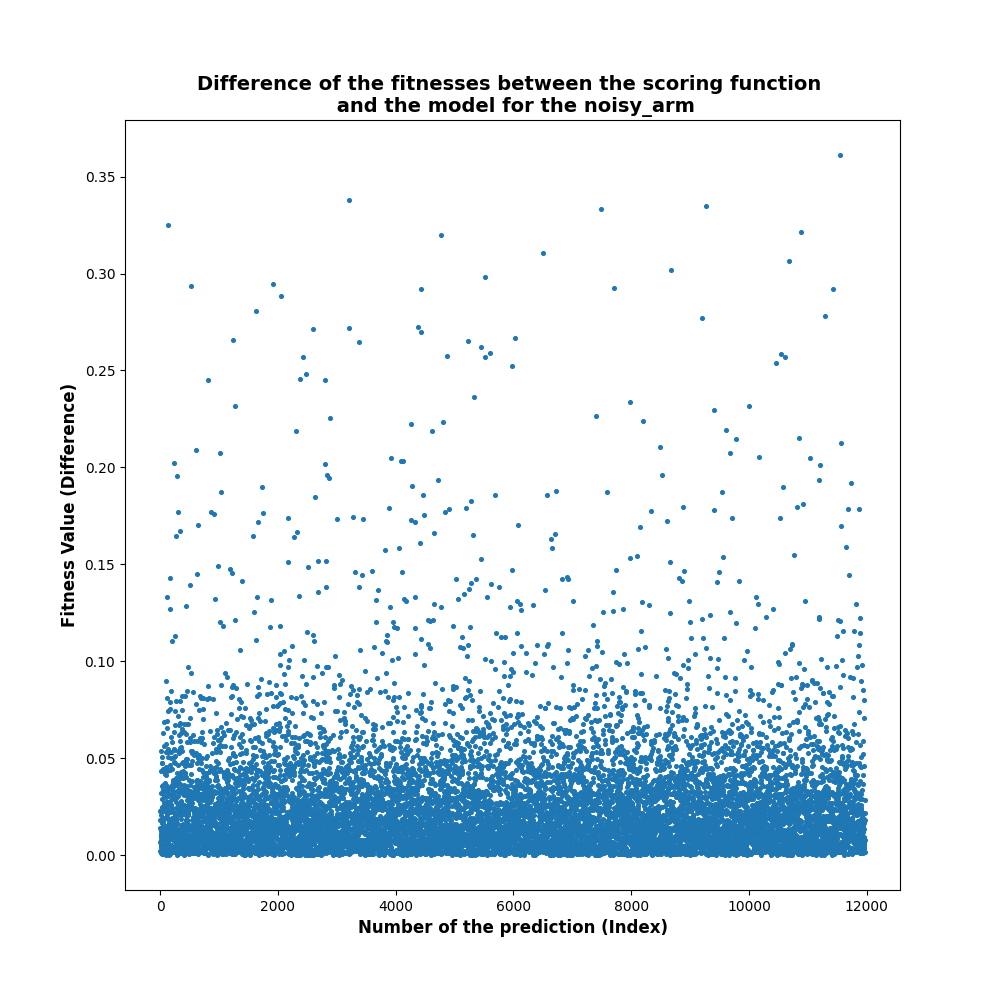 Difference of the fitnesses between the scoring function
and the model for the noisy_arm
Fitness Value (Difference)
0.35
0.30
0.25
0.20
0.15
0.10
0.05
0.00
0 2000 4000 6000 8000 10000 12000
Number of the prediction (Index)